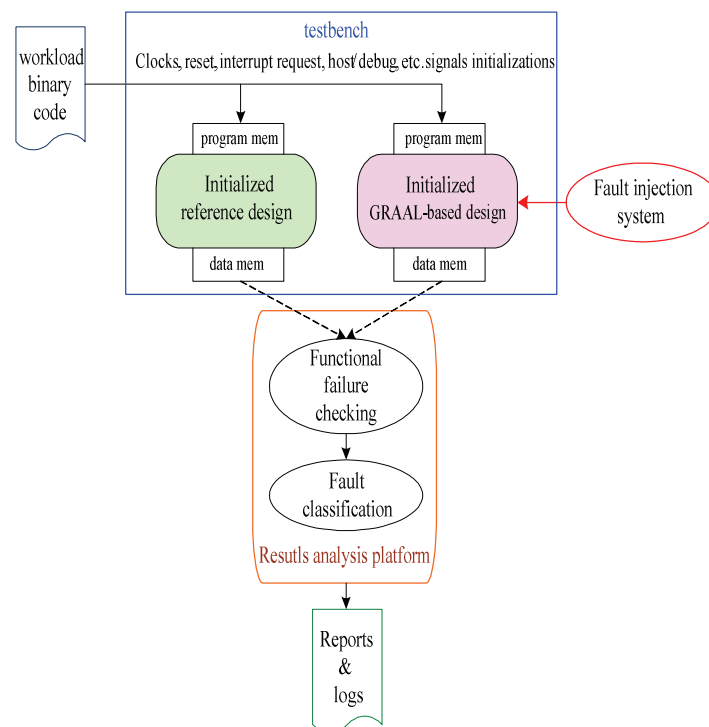 testbench
workload
binary
code
Clocks, reset, interrupt request, host/debug, etc.signals initializations
program mem
program mem
Initialized
reference design
Initialized
GRAAL-based design
Fault injection
system
data mem
data mem
Functional
failure
checking
Fault
classification
Resutls analysis platform
Reports
&
logs